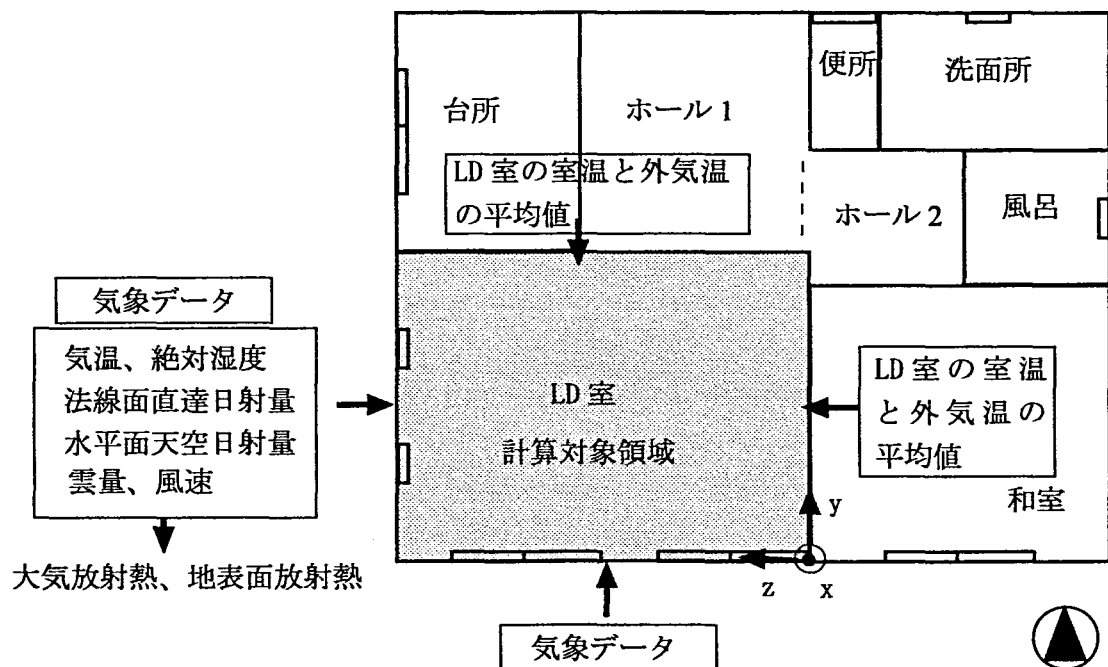 便所
洗面所
台所
ホール1
LD室の室温と外気温
の平均値
ホール2
風呂
気象データ
気温、絶対湿度
法線面直達日射量
水平面天空日射量
雲量、風速
大気放射熱、地表面放射熱
LD室
計算対象領域
LD室の室温
と外気温の
平均値
和室
y
z
x
気象データ